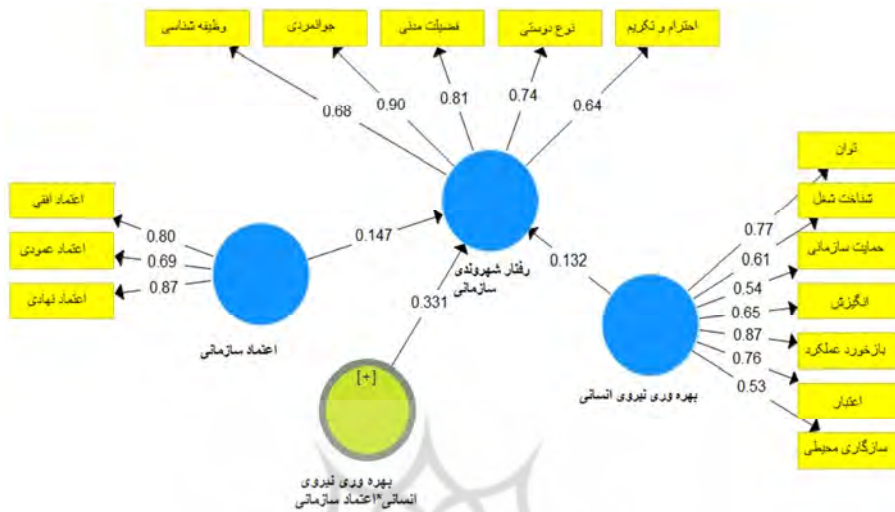 احترام و تکریم
نوع دوستی
فضیلت مدنی
جوانمردی
وظیفه شناسی
0.64
0.74
0.81
0.90
0.68
توان
شناخت شغل
حمایت سازمانی
انگیزش
بازخورد عملکرد
اعتبار
سازگاری محیطی
0.77
0.61
0.54
0.65
0.87
0.76
0.53
اعتماد افقی
اعتماد عمودی
اعتماد نهادی
0.80
0.69
0.87
0.147
0.132
0.331
رفتار شهروندی
سازمانی
اعتماد سازمانی
بهره وری نیروی انسانی
[+]
بهره وری نیروی
انسانی*اعتماد سازمانی